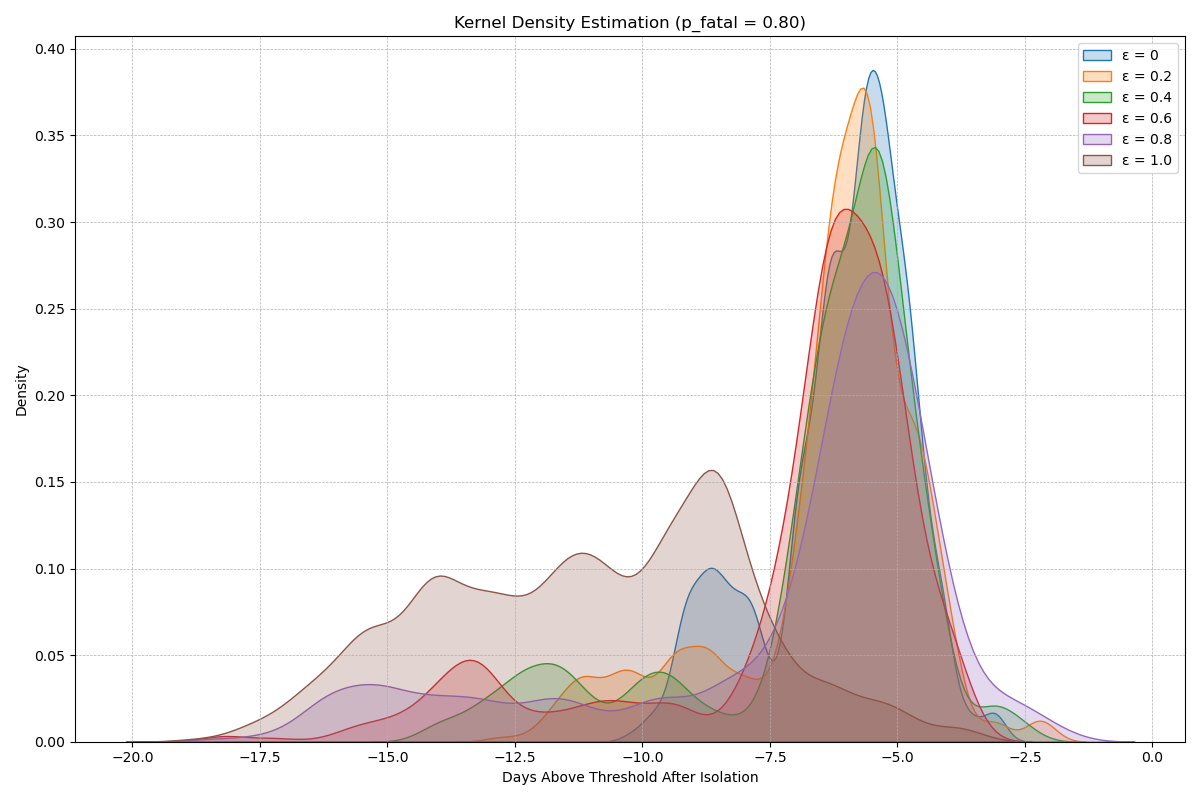 Kernel Density Estimation (p_fatal = 0.80)
0.40
0.35
0.30
0.25
0.20
0.15
0.10
0.05
0.00
Density
−20.0 −17.5 −15.0 −12.5 −10.0 −7.5 −5.0 −2.5 0.0
Days Above Threshold After Isolation
ε = 0
ε = 0.2
ε = 0.4
ε = 0.6
ε = 0.8
ε = 1.0